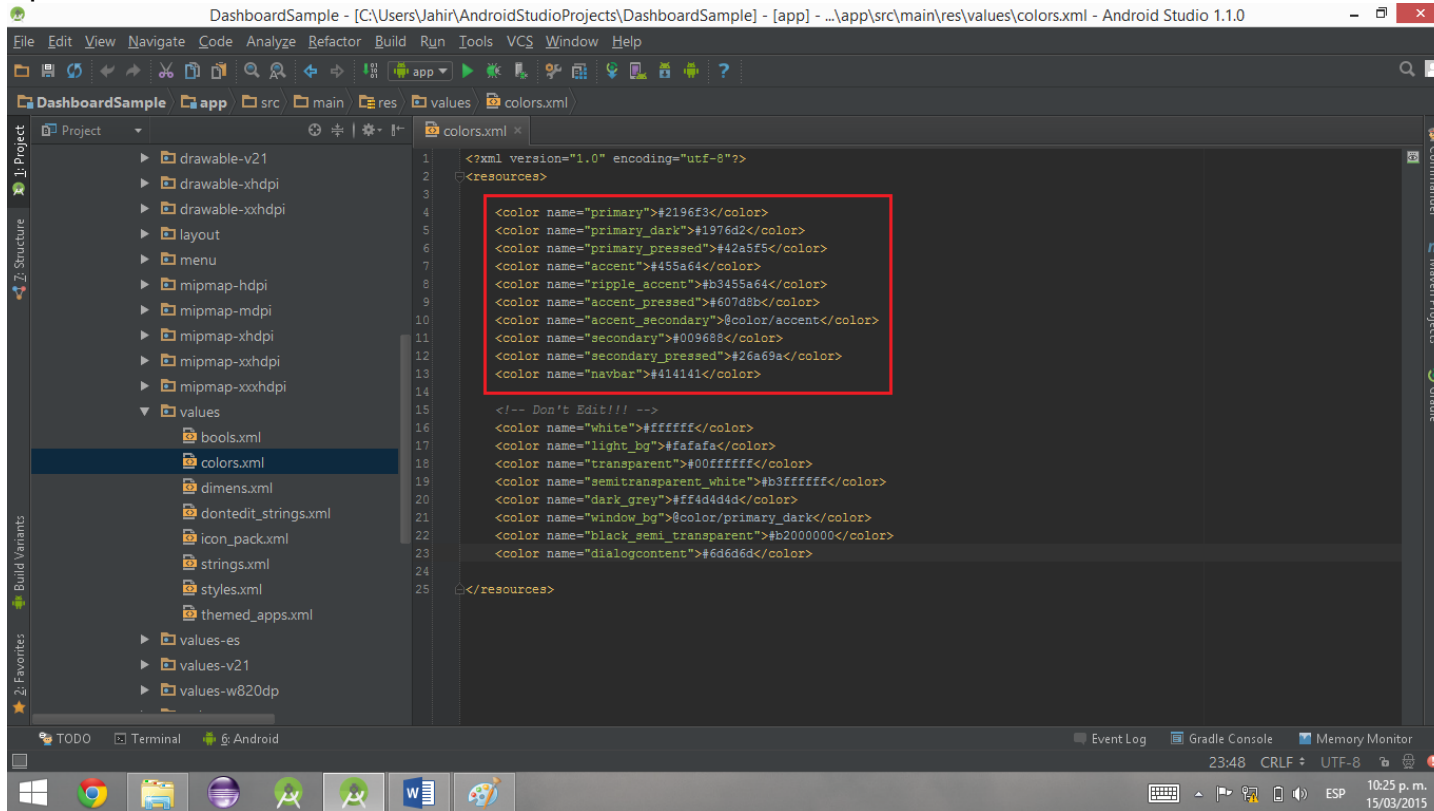 DashboardSample - [C:\Users\Jahir\AndroidStudioProjects\DashboardSample] - [app] - ...\app\src\main\res\values\colors.xml - Android Studio 1.1.0
File Edit View Navigate Code Analyze Refactor Build Run Tools VCS Window Help
app
DashboardSample app src main res values colors.xml
1: Project
7: Structure
Build Variants
2: Favorites
Project
drawable-v21
drawable-xhdpi
drawable-xxhdpi
layout
menu
mipmap-hdpi
mipmap-mdpi
mipmap-xhdpi
mipmap-xxhdpi
mipmap-xxxhdpi
values
bools.xml
colors.xml
dimens.xml
dontedit_strings.xml
icon_pack.xml
strings.xml
styles.xml
themed_apps.xml
values-es
values-v21
values-w820dp
colors.xml
1 <?xml version="1.0" encoding="utf-8"?>
2 <resources>
3
4 <color name="primary">#2196f3</color>
5 <color name="primary_dark">#1976d2</color>
6 <color name="primary_pressed">#42a5f5</color>
7 <color name="accent">#455a64</color>
8 <color name="ripple_accent">#b3455a64</color>
9 <color name="accent_pressed">#607d8b</color>
10 <color name="accent_secondary">@color/accent</color>
11 <color name="secondary">#009688</color>
12 <color name="secondary_pressed">#26a69a</color>
13 <color name="navbar">#414141</color>
14
15 <!-- Don't Edit!!! -->
16 <color name="white">#ffffff</color>
17 <color name="light_bg">#fafafa</color>
18 <color name="transparent">#00ffffff</color>
19 <color name="semitransparent_white">#b3ffffff</color>
20 <color name="dark_grey">#ff4d4d4d</color>
21 <color name="window_bg">@color/primary_dark</color>
22 <color name="black_semi_transparent">#b2000000</color>
23 <color name="dialogcontent">#6d6d6d</color>
24
25 </resources>
Commander
Maven Projects
Gradle
TODO Terminal 6: Android Event Log Gradle Console Memory Monitor
23:48 CRLF UTF-8
ESP 10:25 p. m.
15/03/2015